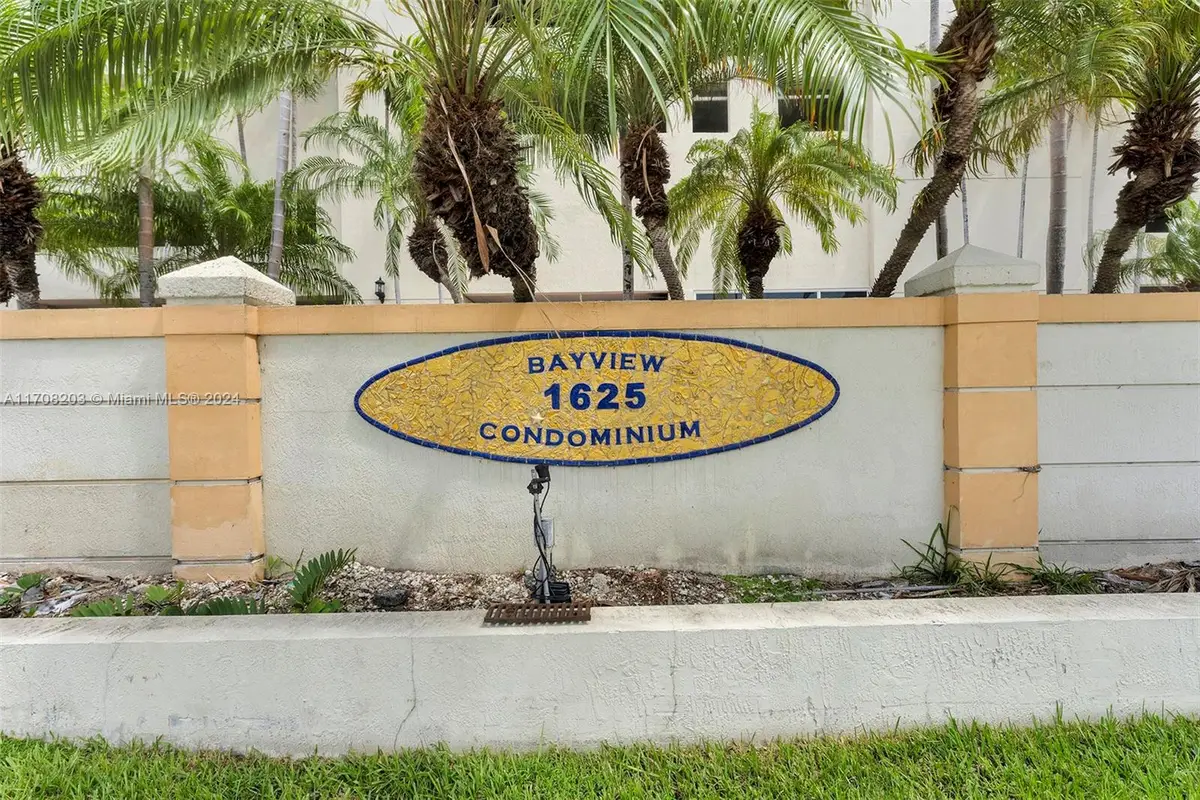 BAYVIEW
1625
CONDOMINIUM
A11708203 © Miami MLS® 2024